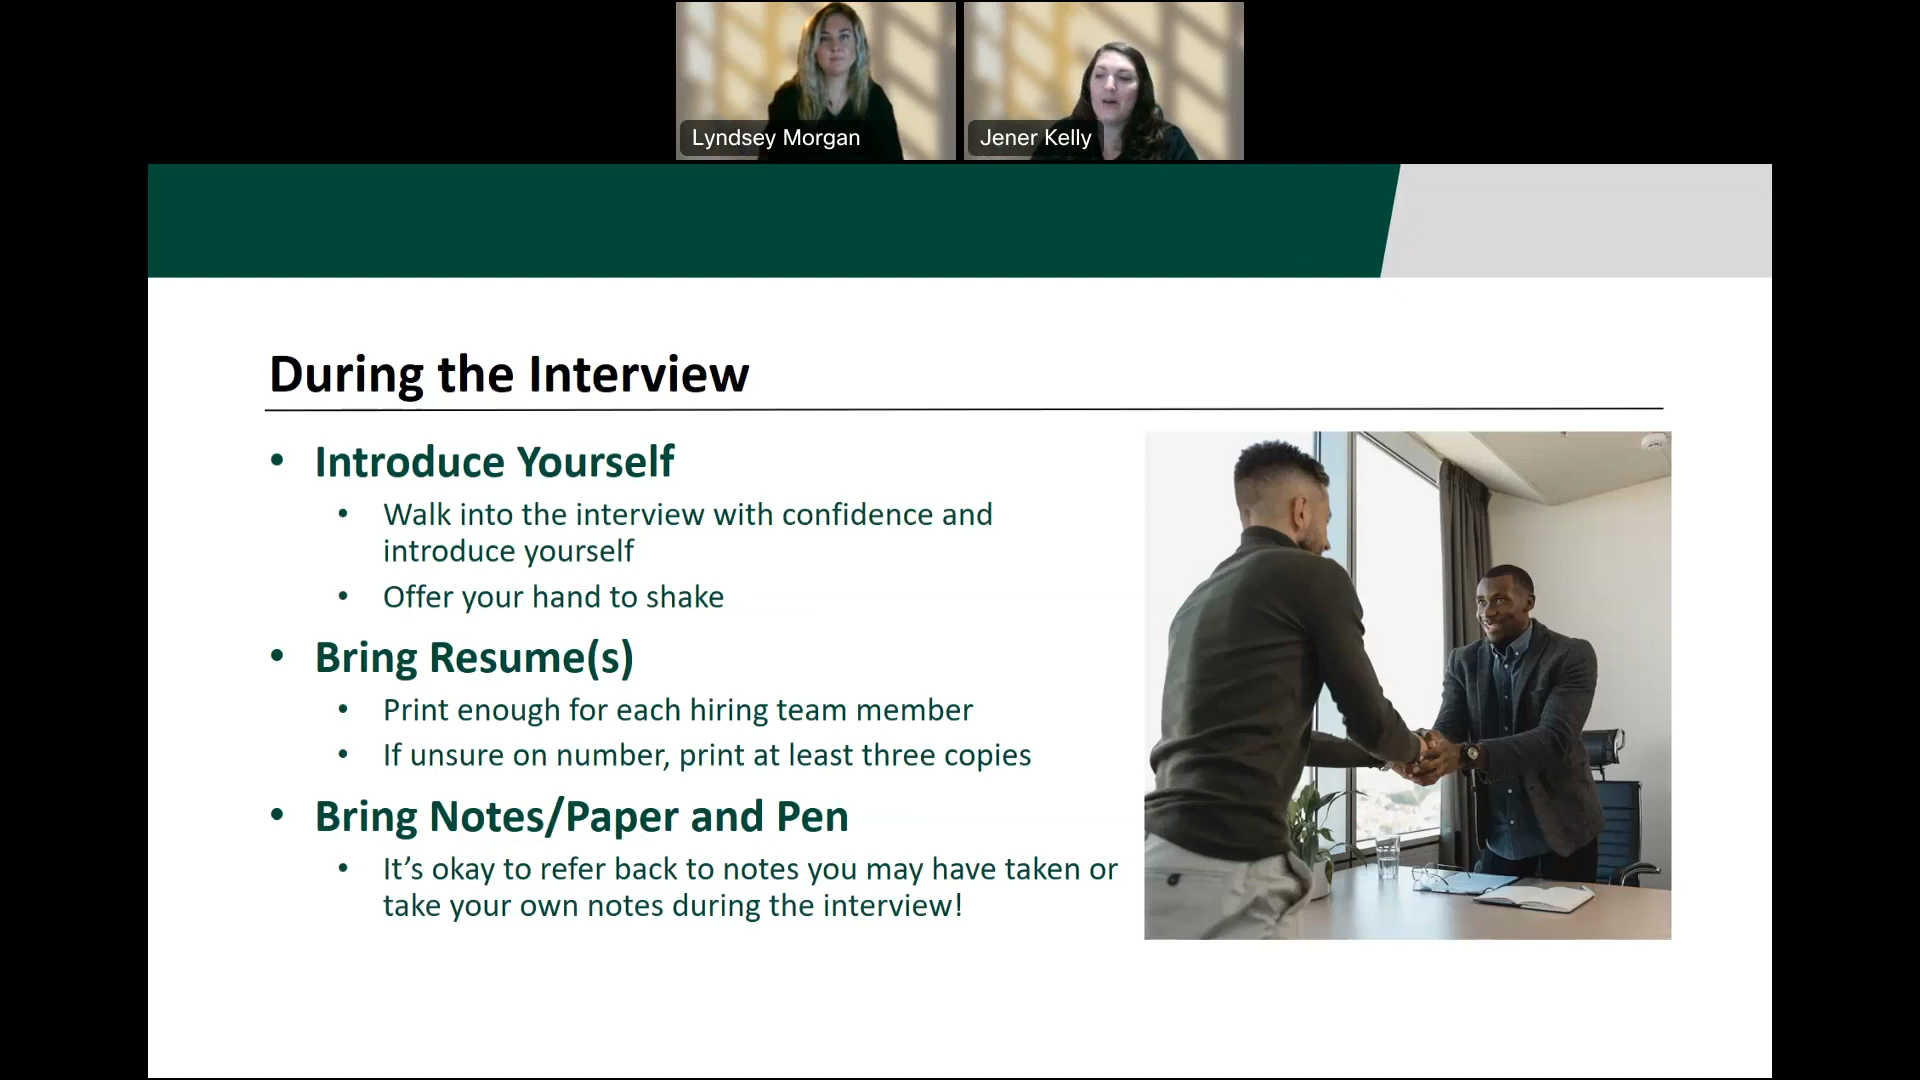 Lyndsey Morgan
Jener Kelly
During the Interview
• Introduce Yourself
• Walk into the interview with confidence and
introduce yourself
• Offer your hand to shake
• Bring Resume(s)
• Print enough for each hiring team member
• If unsure on number, print at least three copies
• Bring Notes/Paper and Pen
• It’s okay to refer back to notes you may have taken or
take your own notes during the interview!